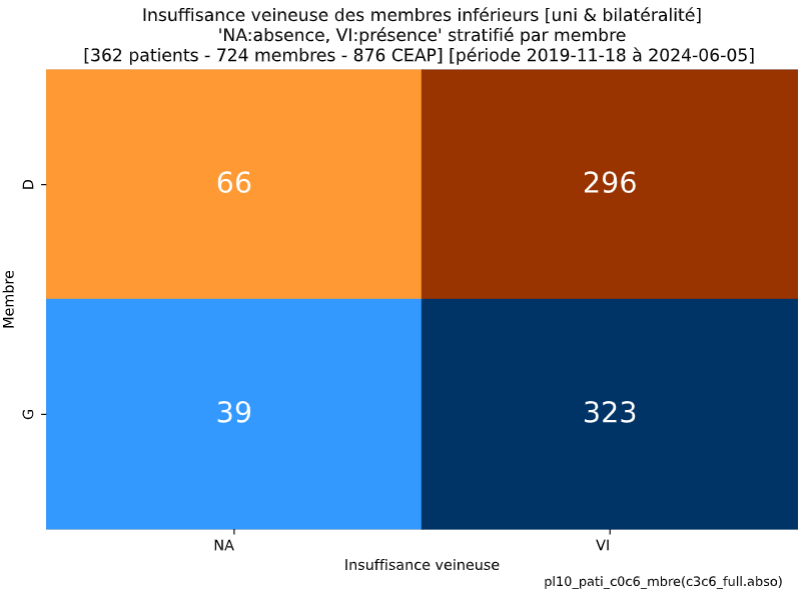 Insuffisance veineuse des membres inférieurs [uni & bilatéralité]
'NA:absence, VI:présence' stratifié par membre
[362 patients - 724 membres - 876 CEAP] [période 2019-11-18 à 2024-06-05]
D
66
296
Membre
G
39
323
NA
VI
Insuffisance veineuse
pl10_pati_c0c6_mbre(c3c6_full.abso)